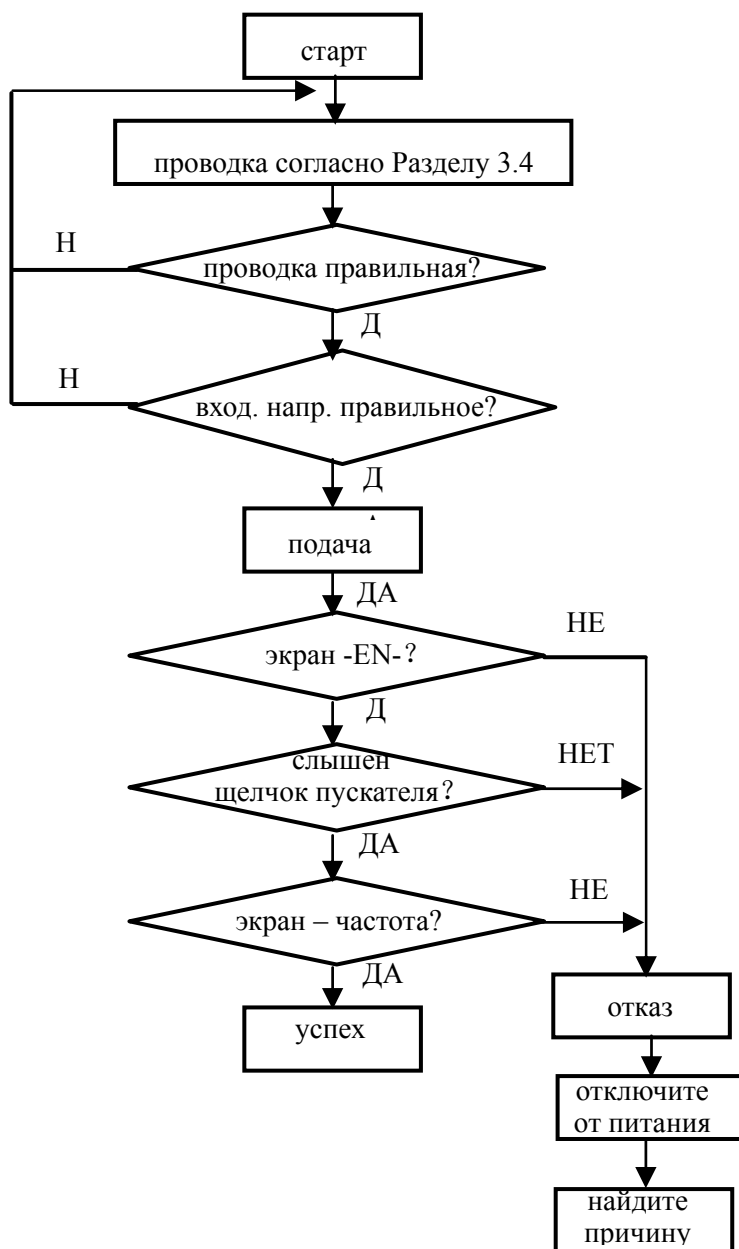 старт
проводка согласно Разделу 3.4
Н
проводка правильная?
Д
Н
вход. напр. правильное?
Д
подача
ДА
НЕ
экран -EN-?
Д
слышен
щелчок пускателя?
НЕТ
ДА
НЕ
экран – частота?
ДА
успех
отказ
отключите
от питания
найдите
причину